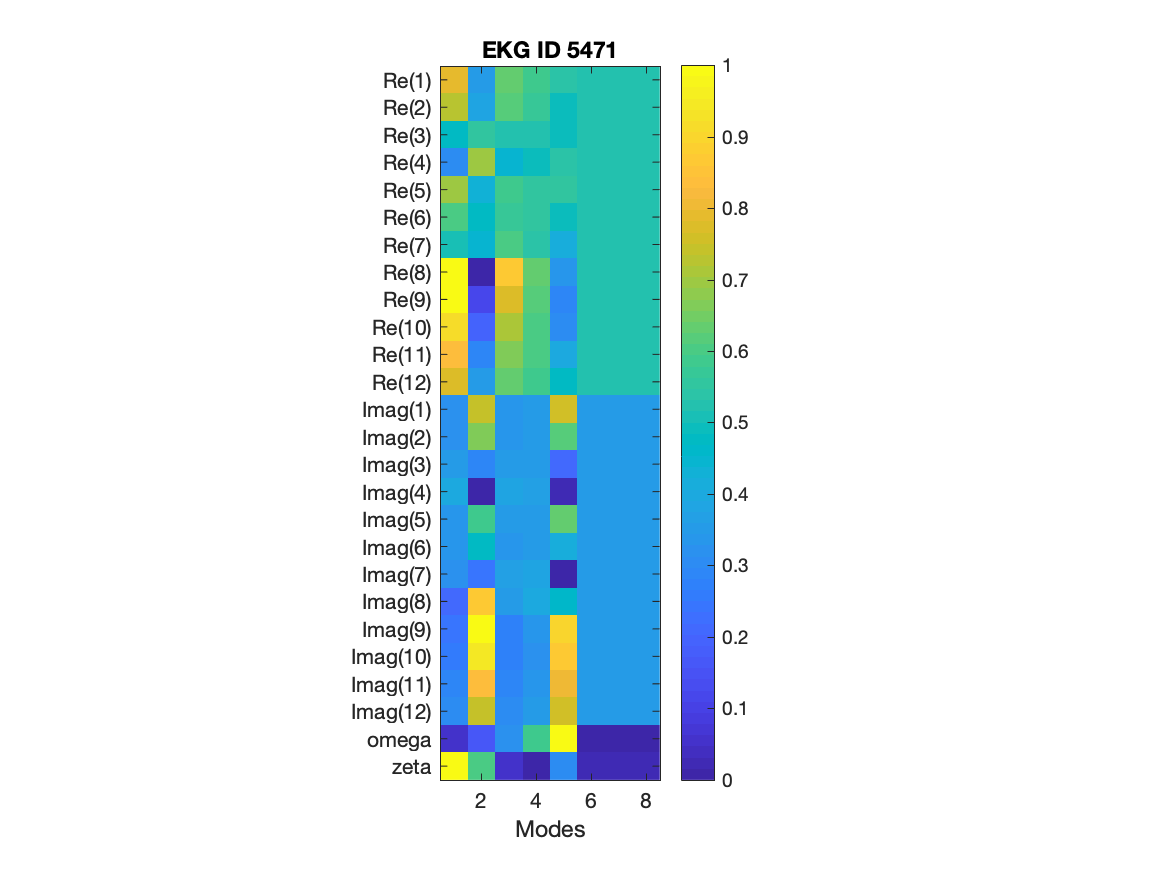 EKG ID 5471
Re(1)
Re(2)
Re(3)
Re(4)
Re(5)
Re(6)
Re(7)
Re(8)
Re(9)
Re(10)
Re(11)
Re(12)
Imag(1)
Imag(2)
Imag(3)
Imag(4)
Imag(5)
Imag(6)
Imag(7)
Imag(8)
Imag(9)
Imag(10)
Imag(11)
Imag(12)
omega
zeta
2 4 6 8
Modes
1
0.9
0.8
0.7
0.6
0.5
0.4
0.3
0.2
0.1
0